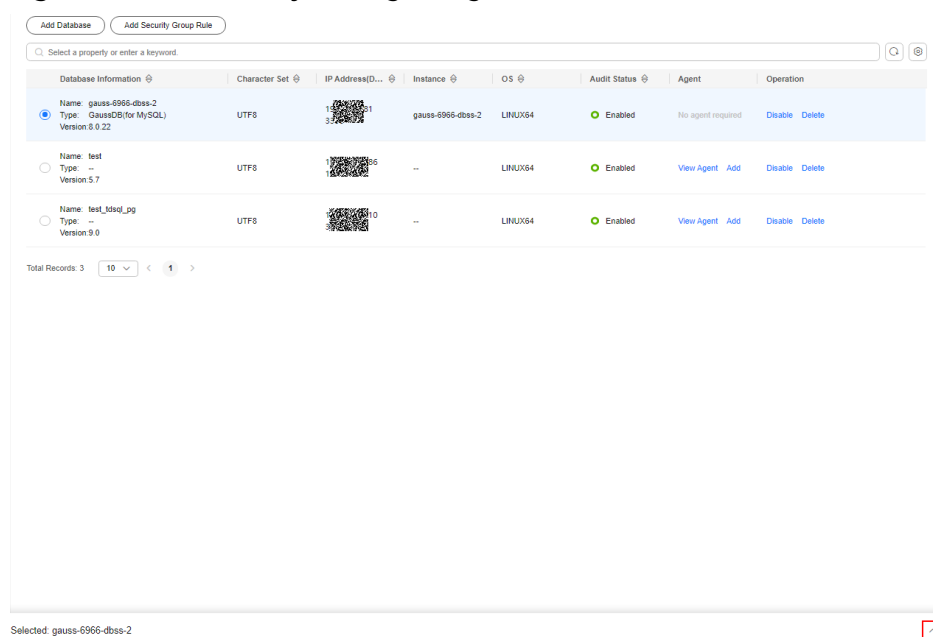 Add Database Add Security Group Rule
Select a property or enter a keyword.
Database Information Character Set IP Address(D... Instance OS Audit Status Agent Operation
Name: gauss-6966-dbss-2
Type: GaussDB(for MySQL) UTF8 gauss-6966-dbss-2 LINUX64 Enabled No agent required Disable Delete
Version:8.0.22
Name: test
Type: -- UTF8 -- LINUX64 Enabled View Agent Add Disable Delete
Version:5.7
Name: test_tdsql_pg
Type: -- UTF8 -- LINUX64 Enabled View Agent Add Disable Delete
Version:9.0
Total Records: 3 10 < 1 >
Selected: gauss-6966-dbss-2